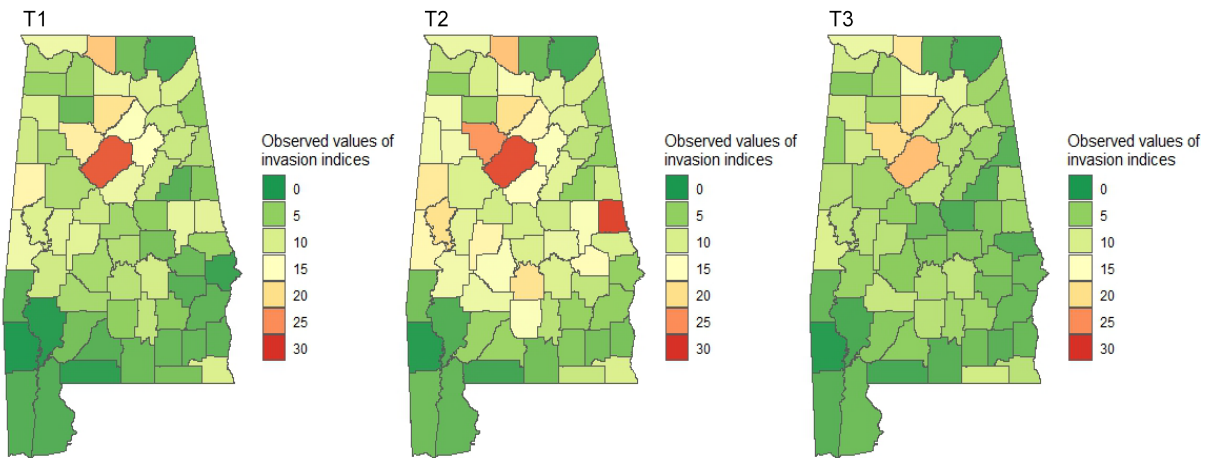 T1
T2
T3
Observed values of
invasion indices
0
5
10
15
20
25
30
Observed values of
invasion indices
0
5
10
15
20
25
30
Observed values of
invasion indices
0
5
10
15
20
25
30